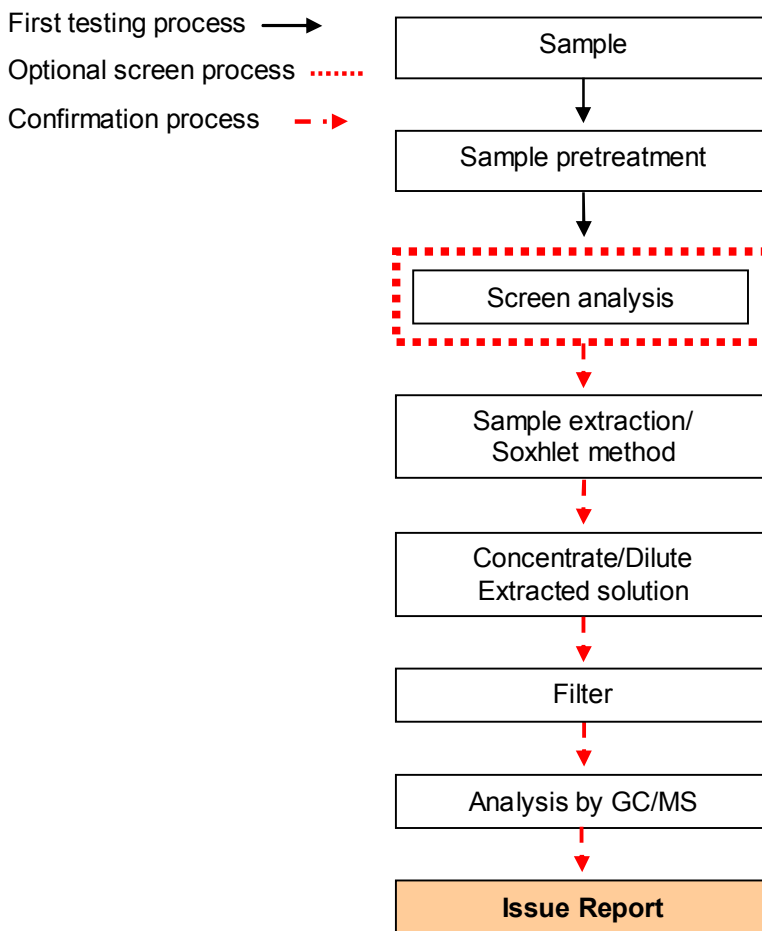 First testing process
Optional screen process
Confirmation process
Sample
Sample pretreatment
Screen analysis
Sample extraction/
Soxhlet method
Concentrate/Dilute
Extracted solution
Filter
Analysis by GC/MS
Issue Report